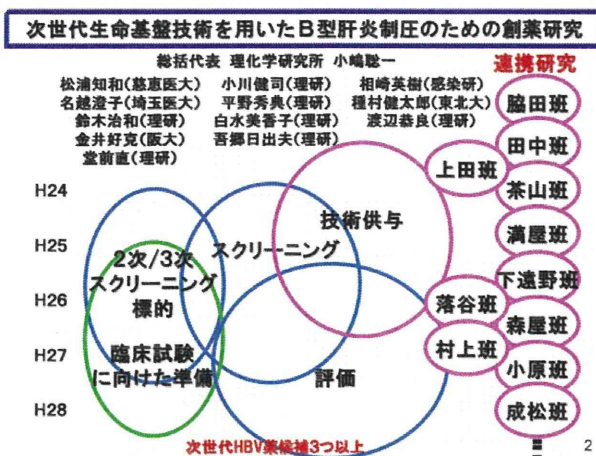 次世代生命基盤技術を用いたB型肝炎制圧のための創薬研究
総括代表 理化学研究所 小嶋聡一
連携研究
松浦知和(慈恵医大) 小川健司(理研) 相崎英樹(感染研)
名越澄子(埼玉医大) 平野秀典(理研) 種村健太郎(東北大)
鈴木治和(理研) 白水美香子(理研) 渡辺恭良(理研)
金井好克(阪大) 吾郷日出夫(理研)
堂前直(理研)
脇田班
田中班
上田班
茶山班
満屋班
下遠野班
落谷班
森屋班
村上班
小原班
成松班
H24
H25
H26
H27
H28
技術供与
スクリーニング
2次/3次
スクリーニング
標的
臨床試験
に向けた準備
評価
次世代HBV薬候補3つ以上
2